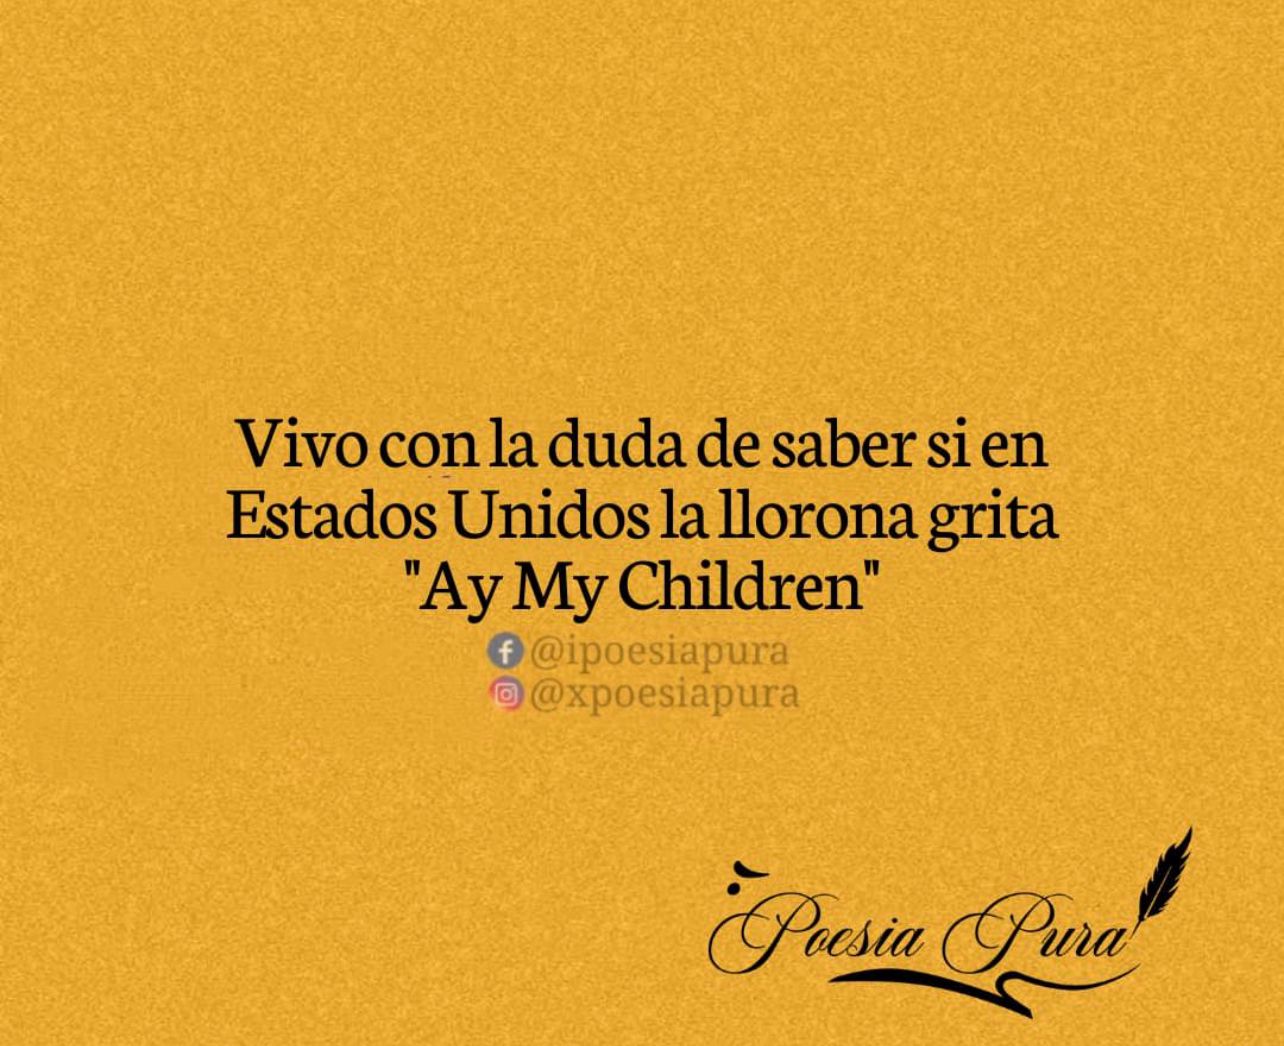 Vivo con la duda de saber si en
Estados Unidos la llorona grita
"Ay My Children"
@ipoesiapura
@xpoesiapura
Poesia Pura